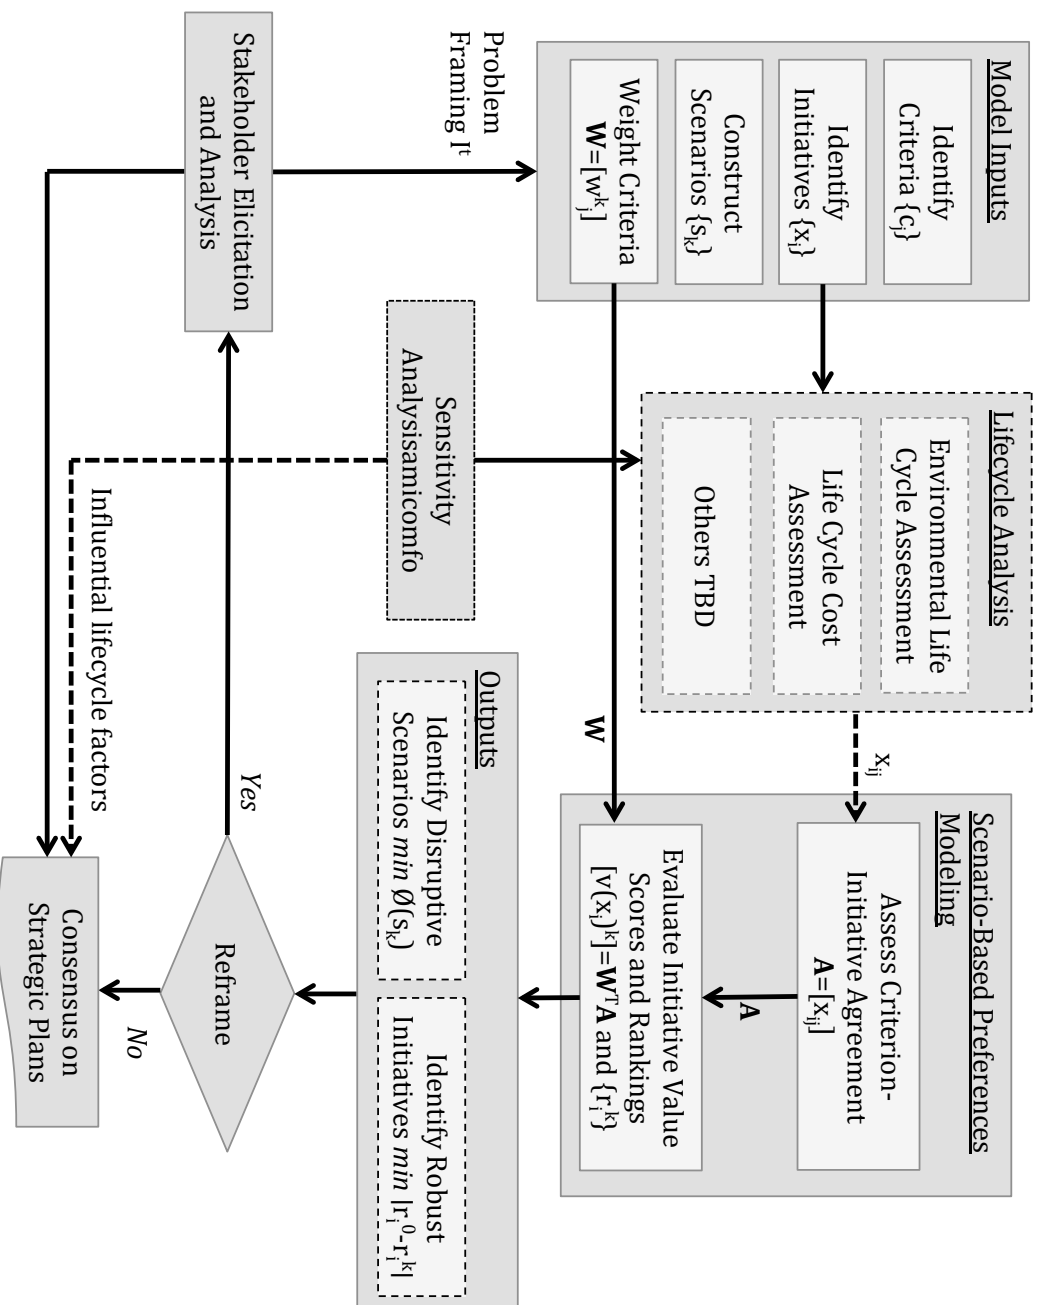 Model Inputs
Identify
Criteria {cⱼ}
Identify
Initiatives {xᵢ}
Construct
Scenarios {sₖ}
Weight Criteria
W=[wⱼᵏ]
Lifecycle Analysis
Environmental Life
Cycle Assessment
Life Cycle Cost
Assessment
Others TBD
xᵢⱼ
W
Scenario-Based Preferences
Modeling
Assess Criterion-
Initiative Agreement
A=[xᵢⱼ]
A
Evaluate Initiative Value
Scores and Rankings
[v(xᵢ)ᵏ]=WᵀA and {rᵢᵏ}
Problem
Framing Iᵗ
Stakeholder Elicitation
and Analysis
Sensitivity
Analysisamicomfo
Outputs
Identify Disruptive
Scenarios min Ø(sₖ)
Identify Robust
Initiatives min |rᵢ⁰-rᵢᵏ|
Yes
Reframe
No
Influential lifecycle factors
Consensus on
Strategic Plans